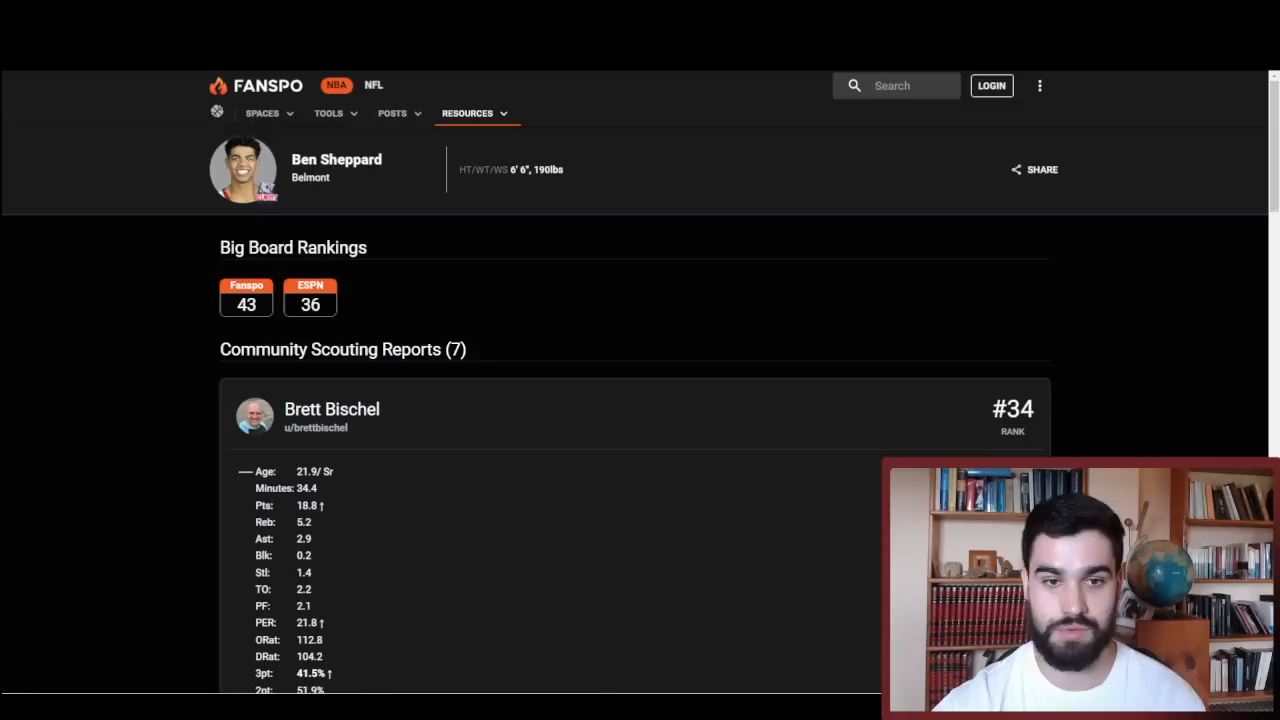 FANSPO NBA NFL Search LOGIN
SPACES TOOLS POSTS RESOURCES
Ben Sheppard
Belmont
HT/WT/WS 6' 6", 190lbs
SHARE
Big Board Rankings
Fanspo ESPN
43 36
Community Scouting Reports (7)
Brett Bischel
u/brettbischel
#34
RANK
— Age: 21.9/ Sr
Minutes: 34.4
Pts: 18.8 ↑
Reb: 5.2
Ast: 2.9
Blk: 0.2
Stl: 1.4
TO: 2.2
PF: 2.1
PER: 21.8 ↑
ORat: 112.8
DRat: 104.2
3pt: 41.5% ↑
2pt: 51.9%